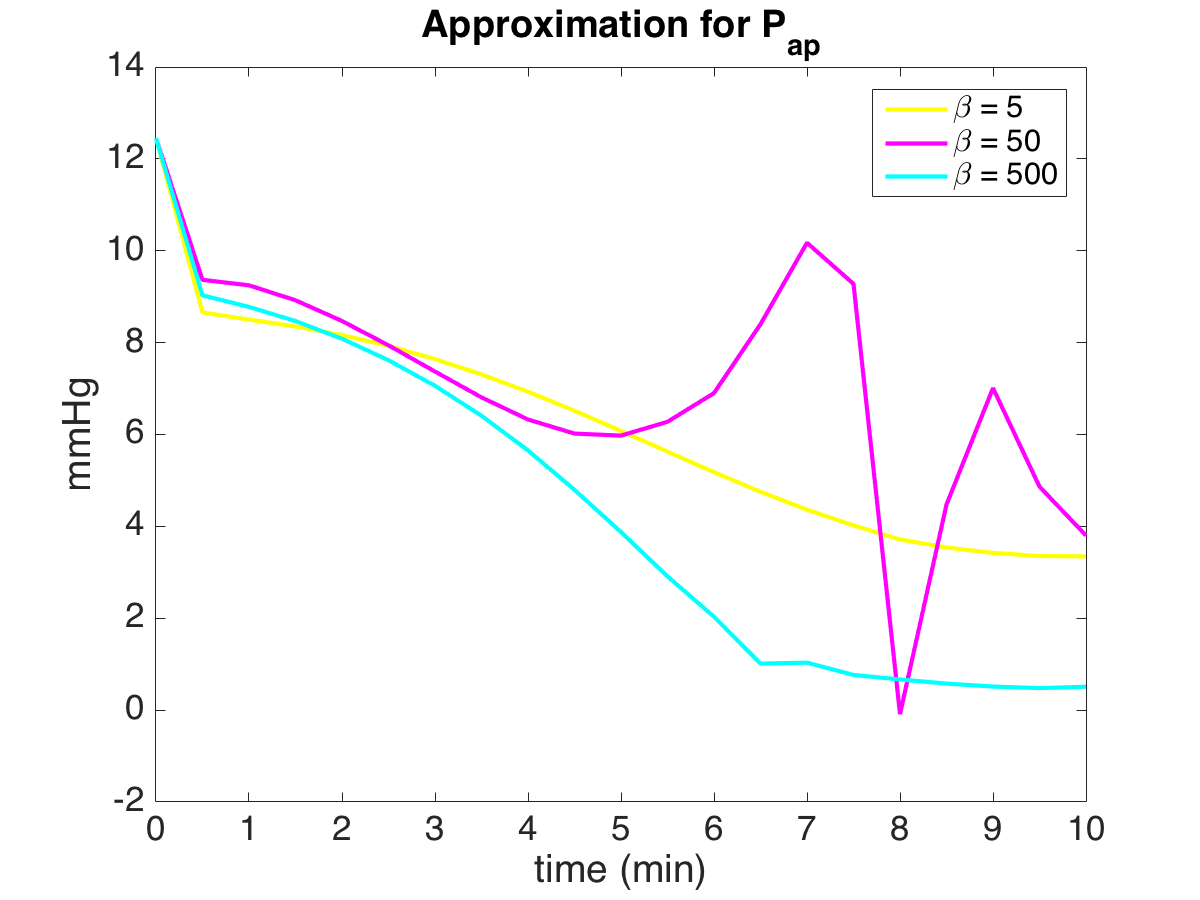 Approximation for P_ap
14
12
10
8
6
4
2
0
-2
mmHg
β = 5
β = 50
β = 500
0 1 2 3 4 5 6 7 8 9 10
time (min)